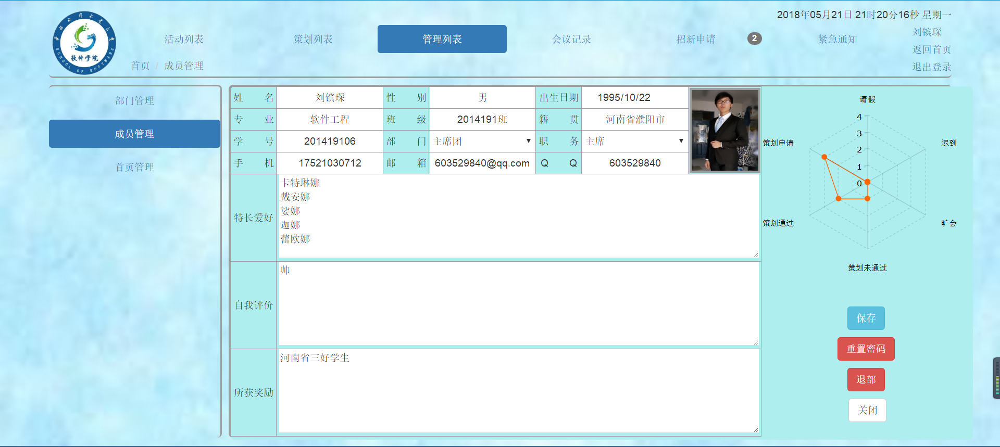 2018年05月21日 21时20分16秒 星期一
软件学院
SCHOOL OF SOFTWARE
活动列表
策划列表
管理列表
会议记录
招新申请 2
紧急通知
刘镔琛
返回首页
退出登录
首页 / 成员管理
部门管理
成员管理
首页管理
姓 名 刘镔琛 性 别 男 出生日期 1995/10/22
专 业 软件工程 班 级 2014191班 籍 贯 河南省濮阳市
学 号 201419106 部 门 主席团 职 务 主席
手 机 17521030712 邮 箱 603529840@qq.com Q Q 603529840
特长爱好
卡特琳娜
戴安娜
娑娜
迦娜
蕾欧娜
自我评价
帅
所获奖励
河南省三好学生
请假
4
3
2
1
0
策划申请
迟到
策划通过
旷会
策划未通过
保存
重置密码
退部
关闭